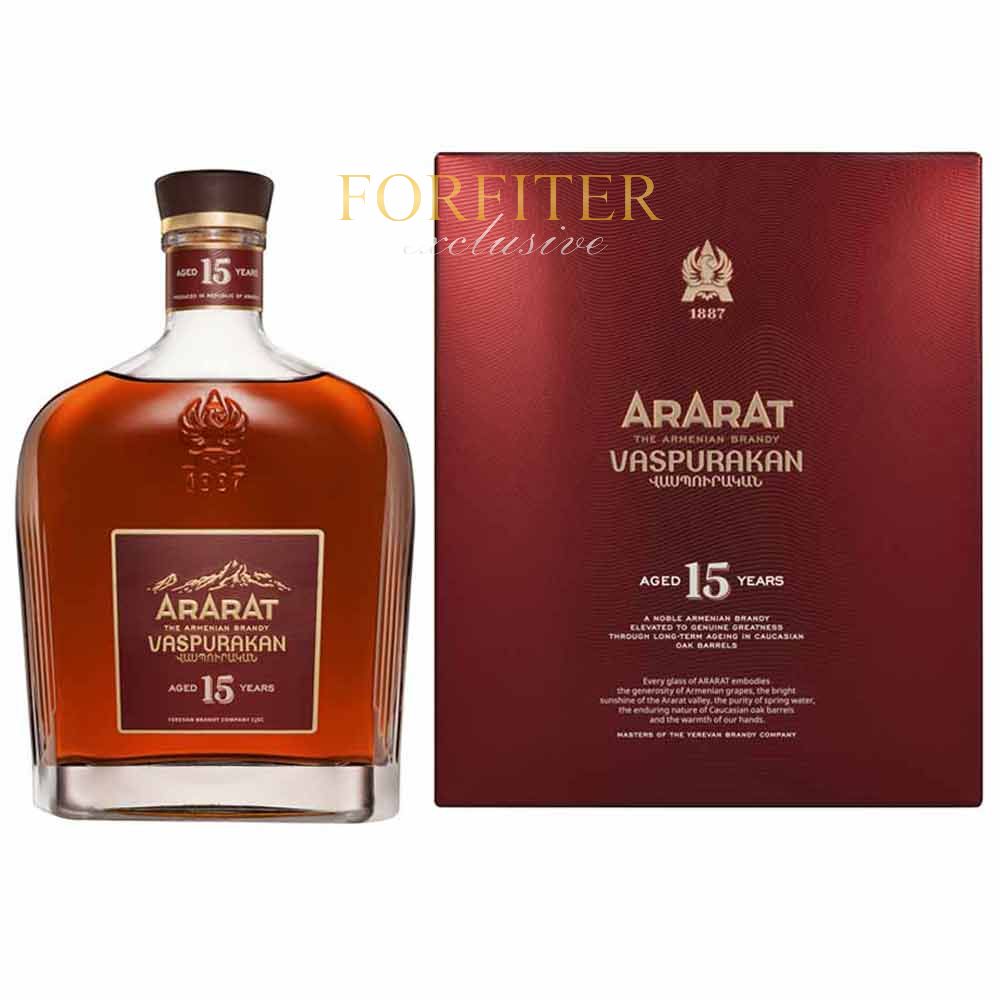 FORFITER
exclusive
AGED 15 YEARS
PRODUCED IN REPUBLIC OF
1887
ARARAT
THE ARMENIAN BRANDY
VASPURAKAN
ՎԱՍՊՈՒՐԱԿԱՆ
AGED 15 YEARS
YEREVAN BRANDY COMPANY CJSC
1887
ARARAT
THE ARMENIAN BRANDY
VASPURAKAN
ՎԱՍՊՈՒՐԱԿԱՆ
AGED 15 YEARS
A NOBLE ARMENIAN BRANDY
ELEVATED TO GENUINE GREATNESS
THROUGH LONG-TERM AGEING IN CAUCASIAN
OAK BARRELS
Every glass of ARARAT embodies
the generosity of Armenian grapes, the bright
sunshine of the Ararat valley, the purity of spring water,
the enduring nature of Caucasian oak barrels
and the warmth of our hands.
MASTERS OF THE YEREVAN BRANDY COMPANY